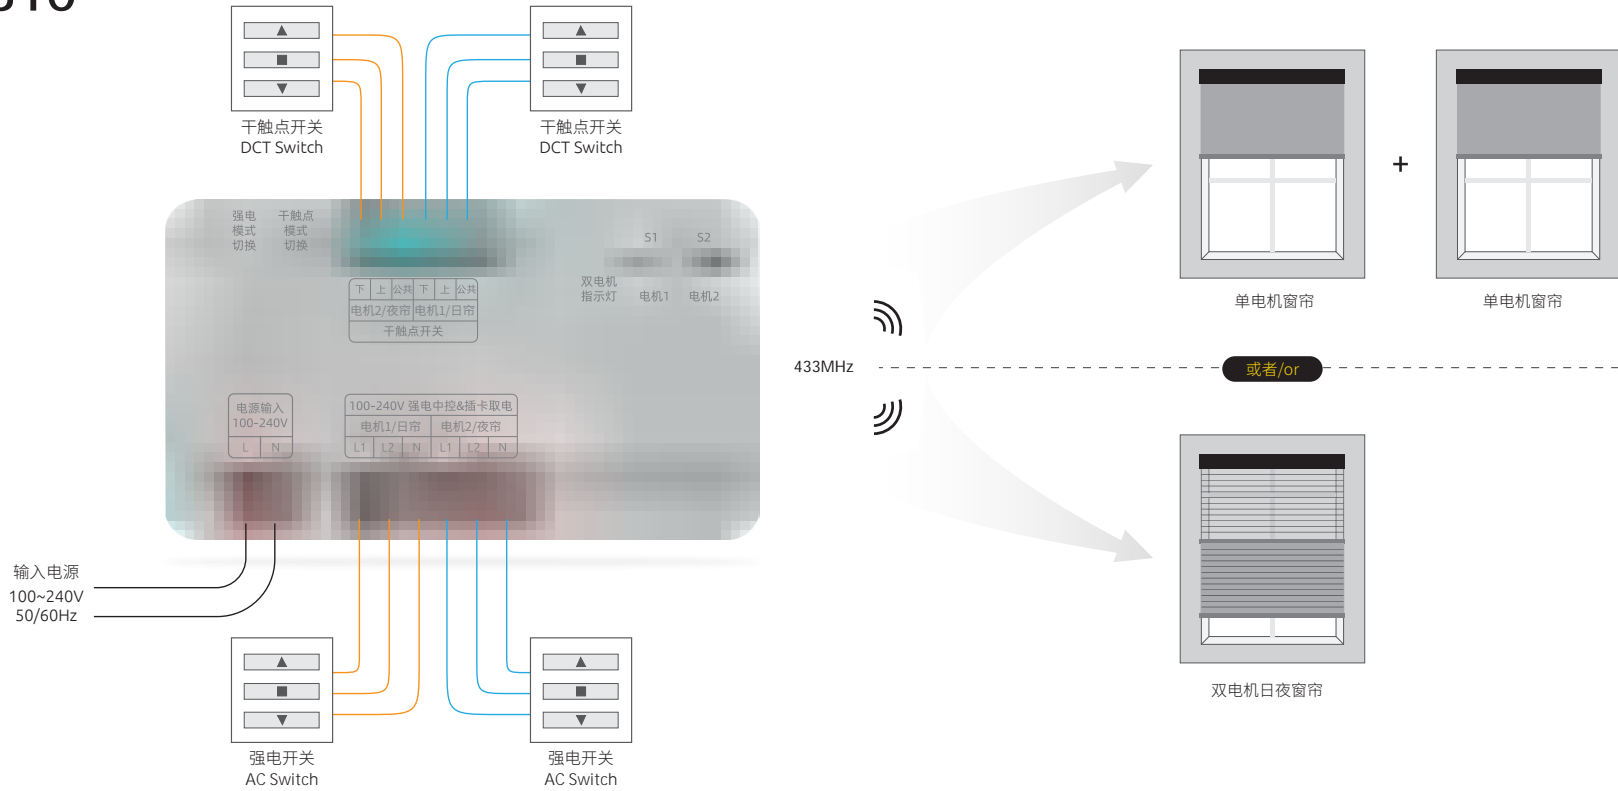 干触点开关
DCT Switch
干触点开关
DCT Switch
强电
模式
切换
干触点
模式
切换
S1
S2
双电机
指示灯
电机1
电机2
下 上 公共 下 上 公共
电机2/夜帘 电机1/日帘
干触点开关
电源输入
100-240V
L N
100-240V 强电中控&插卡取电
电机1/日帘 电机2/夜帘
L1 L2 N L1 L2 N
输入电源
100~240V
50/60Hz
强电开关
AC Switch
强电开关
AC Switch
433MHz
单电机窗帘
+
单电机窗帘
或者/or
双电机日夜窗帘